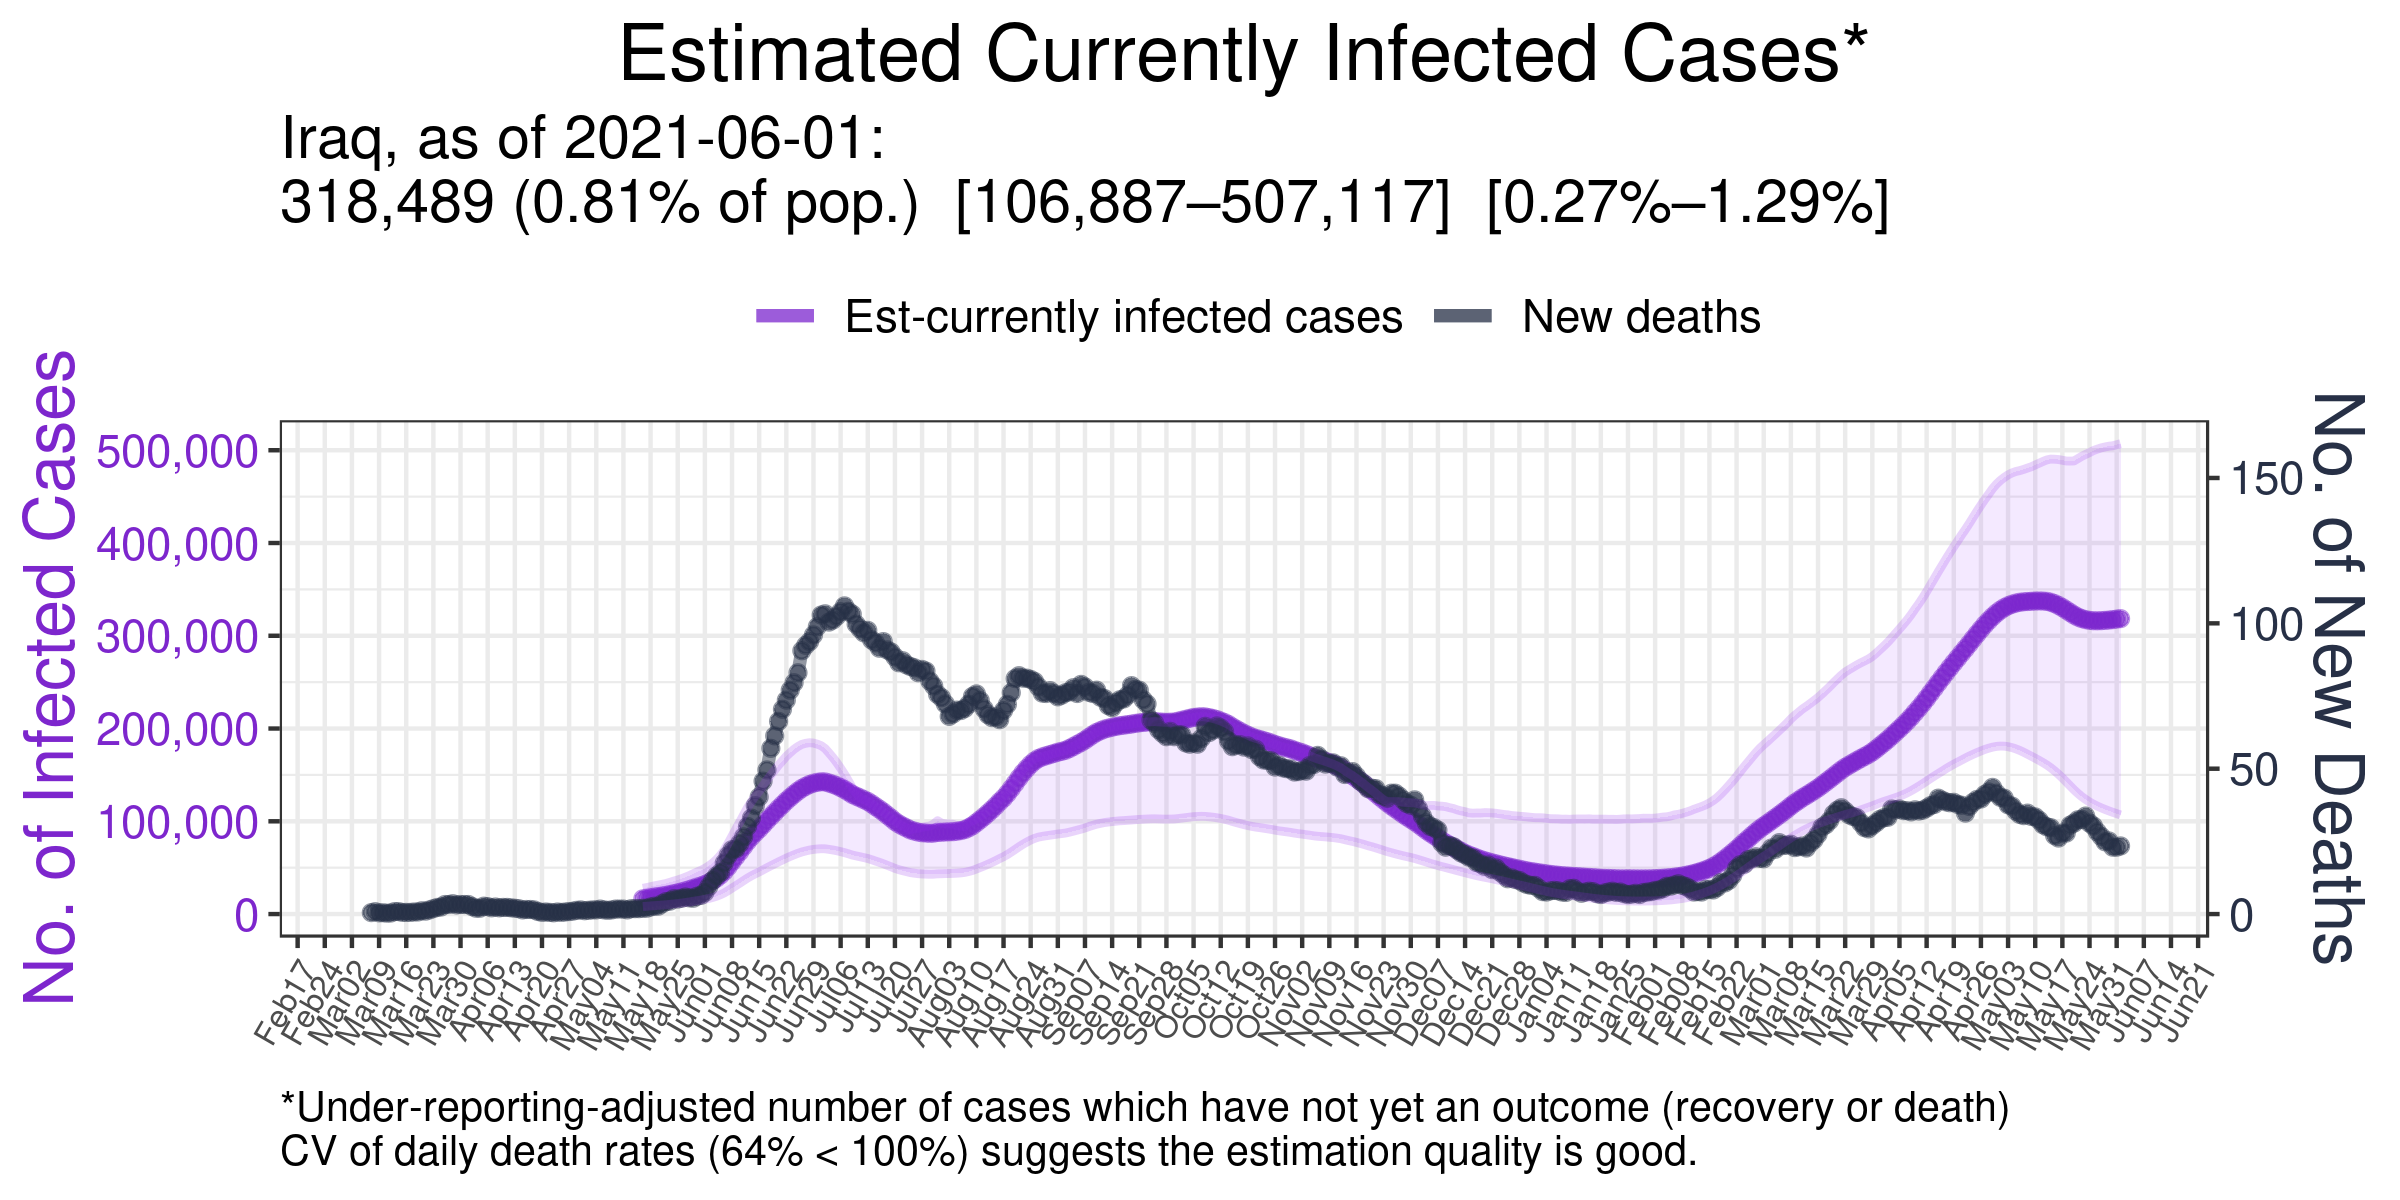 Estimated Currently Infected Cases*
Iraq, as of 2021-06-01:
318,489 (0.81% of pop.)  [106,887–507,117]  [0.27%–1.29%]
Est-currently infected cases
New deaths
No. of Infected Cases
500,000
400,000
300,000
200,000
100,000
0
150
100
50
0
No. of New Deaths
Feb17
Feb24
Mar02
Mar09
Mar16
Mar23
Mar30
Apr06
Apr13
Apr20
Apr27
May04
May11
May18
May25
Jun01
Jun08
Jun15
Jun22
Jun29
Jul06
Jul13
Jul20
Jul27
Aug03
Aug10
Aug17
Aug24
Aug31
Sep07
Sep14
Sep21
Sep28
Oct05
Oct12
Oct19
Oct26
Nov02
Nov09
Nov16
Nov23
Nov30
Dec07
Dec14
Dec21
Dec28
Jan04
Jan11
Jan18
Jan25
Feb01
Feb08
Feb15
Feb22
Mar01
Mar08
Mar15
Mar22
Mar29
Apr05
Apr12
Apr19
Apr26
May03
May10
May17
May24
May31
Jun07
Jun14
Jun21
*Under-reporting-adjusted number of cases which have not yet an outcome (recovery or death)
CV of daily death rates (64% < 100%) suggests the estimation quality is good.